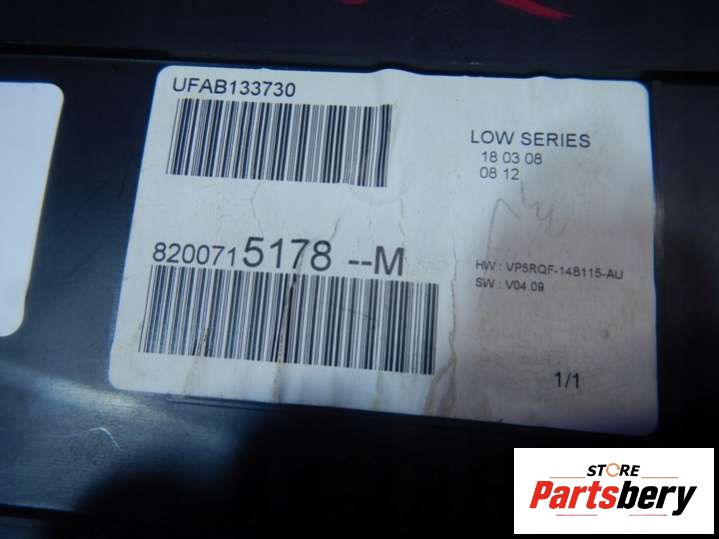 UFAB133730
LOW SERIES
18 03 08
08 12
8200715178 --M
HW : VP5RQF-14B115-AU
SW : V04.09
1/1
STORE
Partsbery